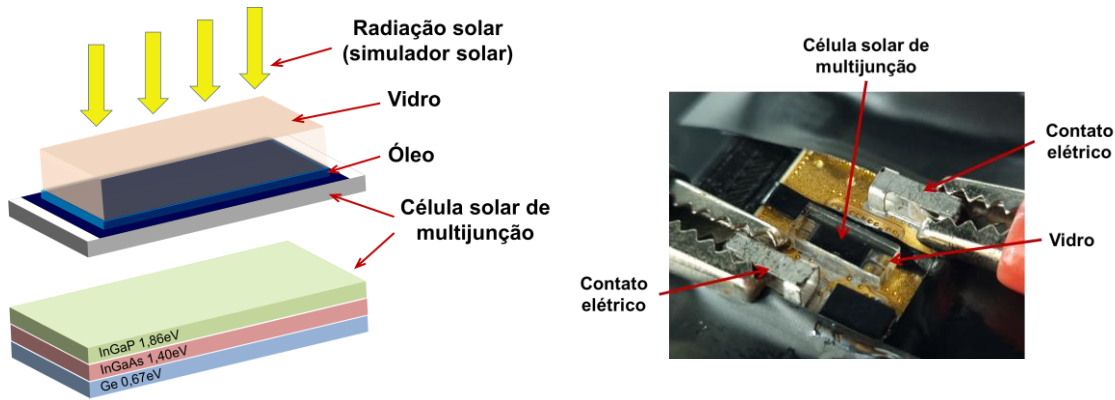 Radiação solar
(simulador solar)
Vidro
Óleo
Célula solar de
multijunção
InGaP 1,86eV
InGaAs 1,40eV
Ge 0,67eV
Célula solar de
multijunção
Contato
elétrico
Vidro
Contato
elétrico